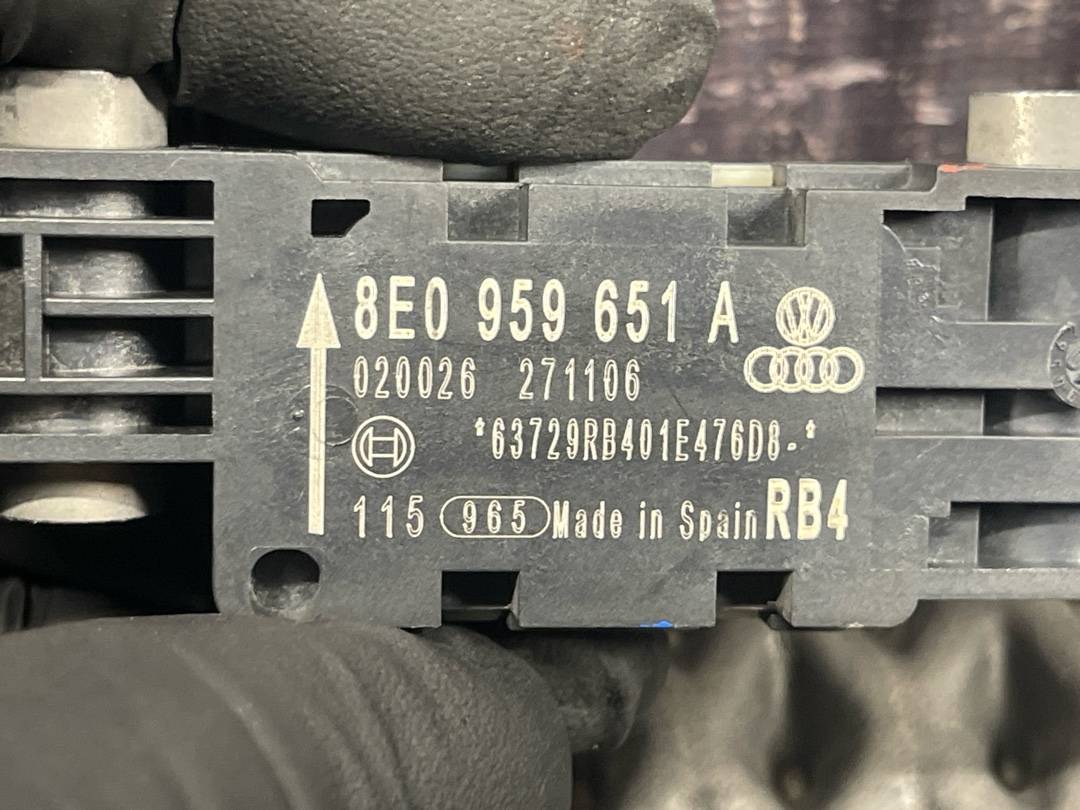 8E0 959 651 A
020026 271106
*63729RB401E476D8-*
115 965 Made in Spain RB4